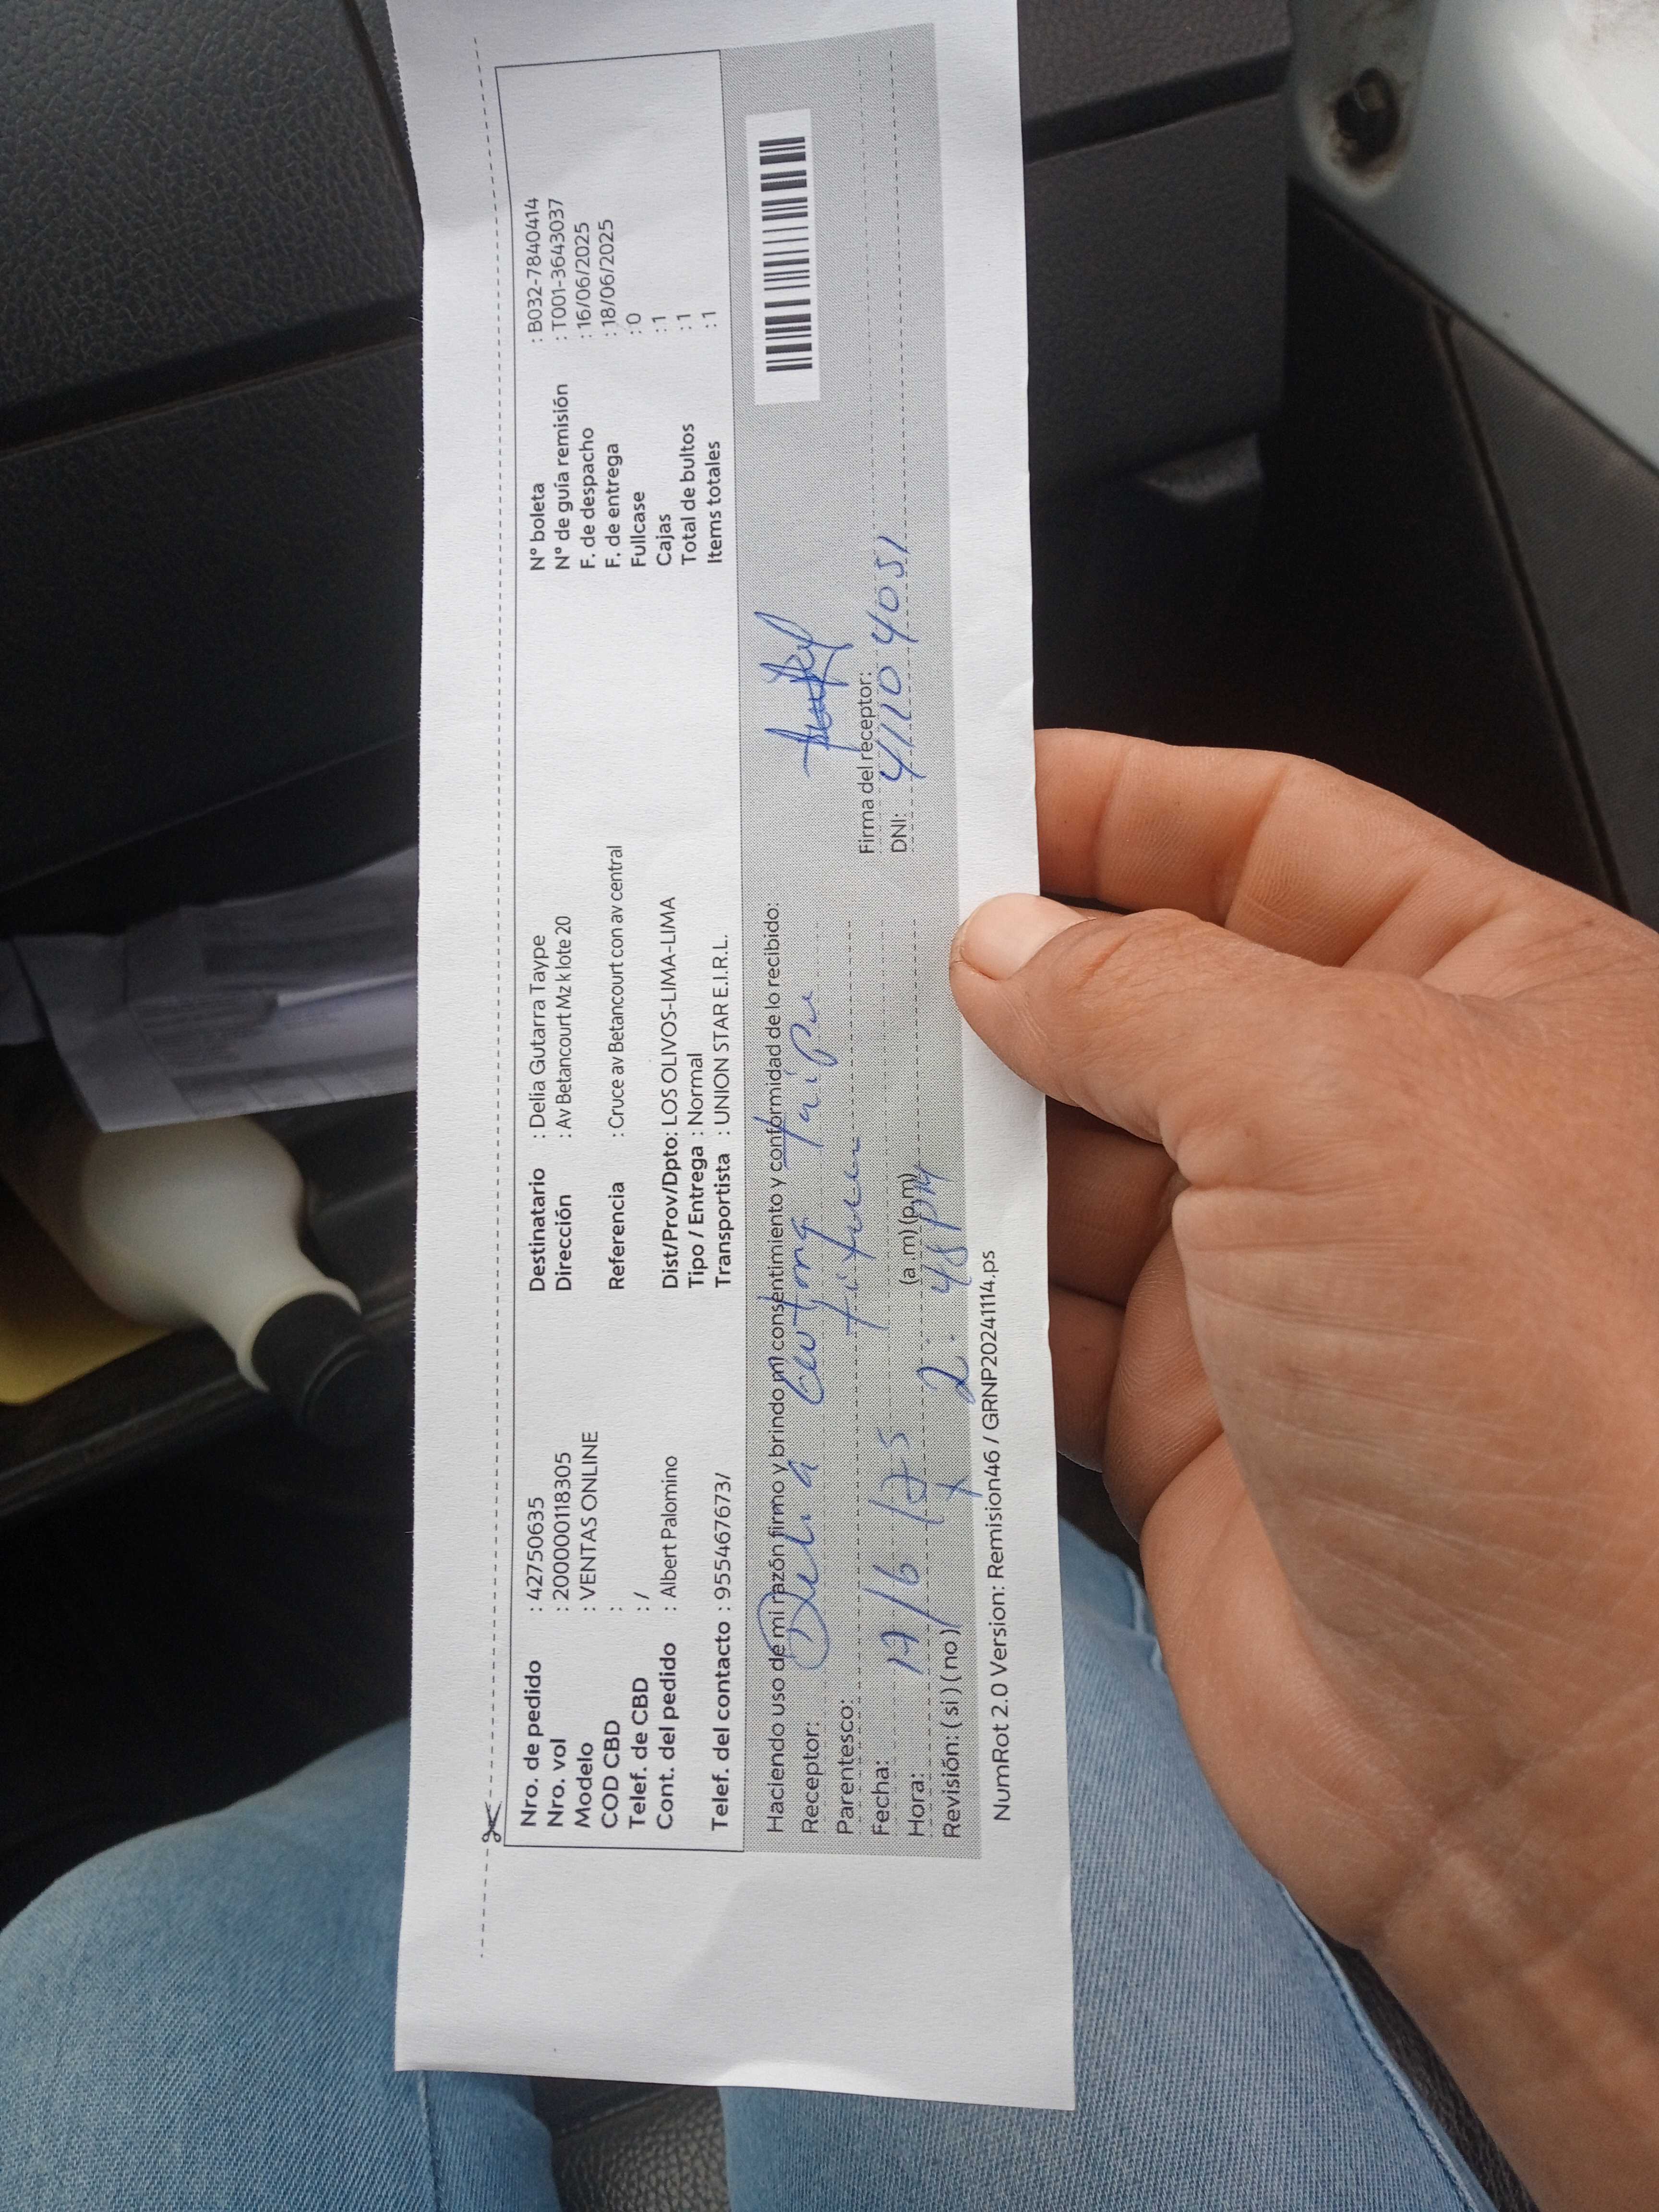 Nro. de pedido : 42750635
Nro. vol : 200000118305
Modelo : VENTAS ONLINE
COD CBD :
Telef. de CBD : /
Cont. del pedido : Albert Palomino
Telef. del contacto : 955467673/
Destinatario : Delia Gutarra Taype
Dirección : Av Betancourt Mz k lote 20
Referencia : Cruce av Betancourt con av central
Dist/Prov/Dpto: LOS OLIVOS-LIMA-LIMA
Tipo / Entrega : Normal
Transportista : UNION STAR E.I.R.L.
N° boleta : B032-7840414
N° de guía remisión : T001-3643037
F. de despacho : 16/06/2025
F. de entrega : 18/06/2025
Fullcase : 0
Cajas : 1
Total de bultos : 1
Items totales : 1
Haciendo uso de mi razón firmo y brindo mi consentimiento y conformidad de lo recibido:
Receptor: Delia
Parentesco: Titular
Fecha: 17/6/25
Hora: 2:48 pm (a.m) (p.m)
Revisión: ( si ) ( no )
Firma del receptor:
DNI: 41104051
NumRot 2.0 Version: Remision46 / GRNP20241114.ps